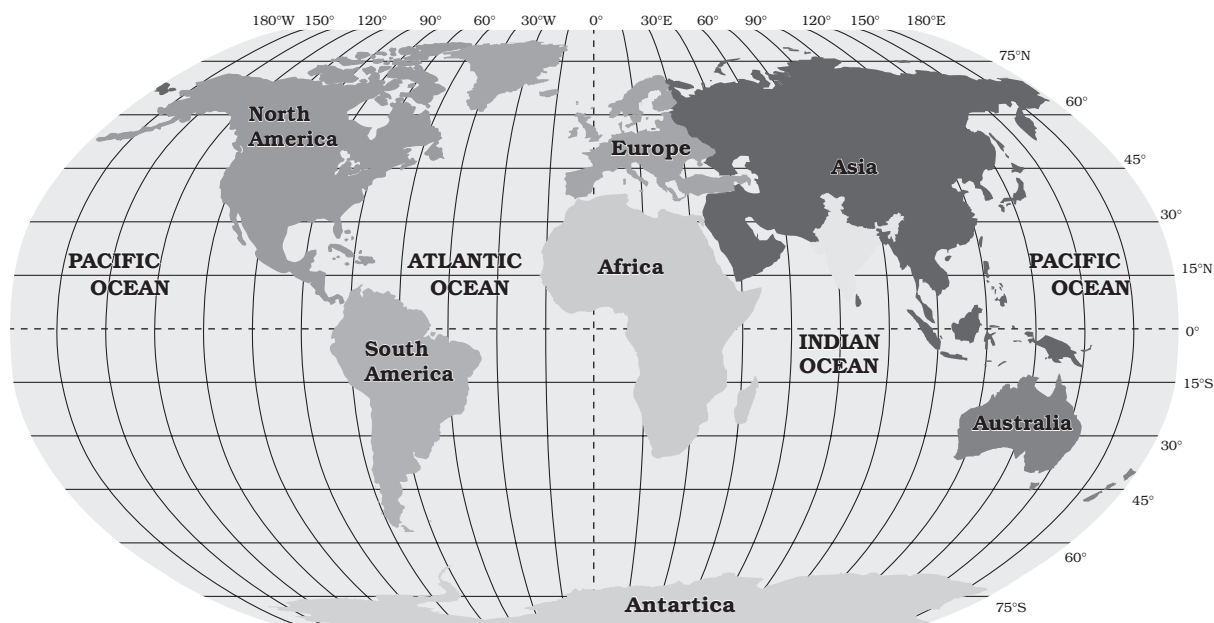 180°W 150° 120° 90° 60° 30°W 0° 30°E 60° 90° 120° 150° 180°E
75°N
60°
45°
30°
15°N
0°
15°S
30°
45°
60°
75°S
North
America
Europe
Asia
PACIFIC
OCEAN
ATLANTIC
OCEAN
Africa
PACIFIC
OCEAN
South
America
INDIAN
OCEAN
Australia
Antartica